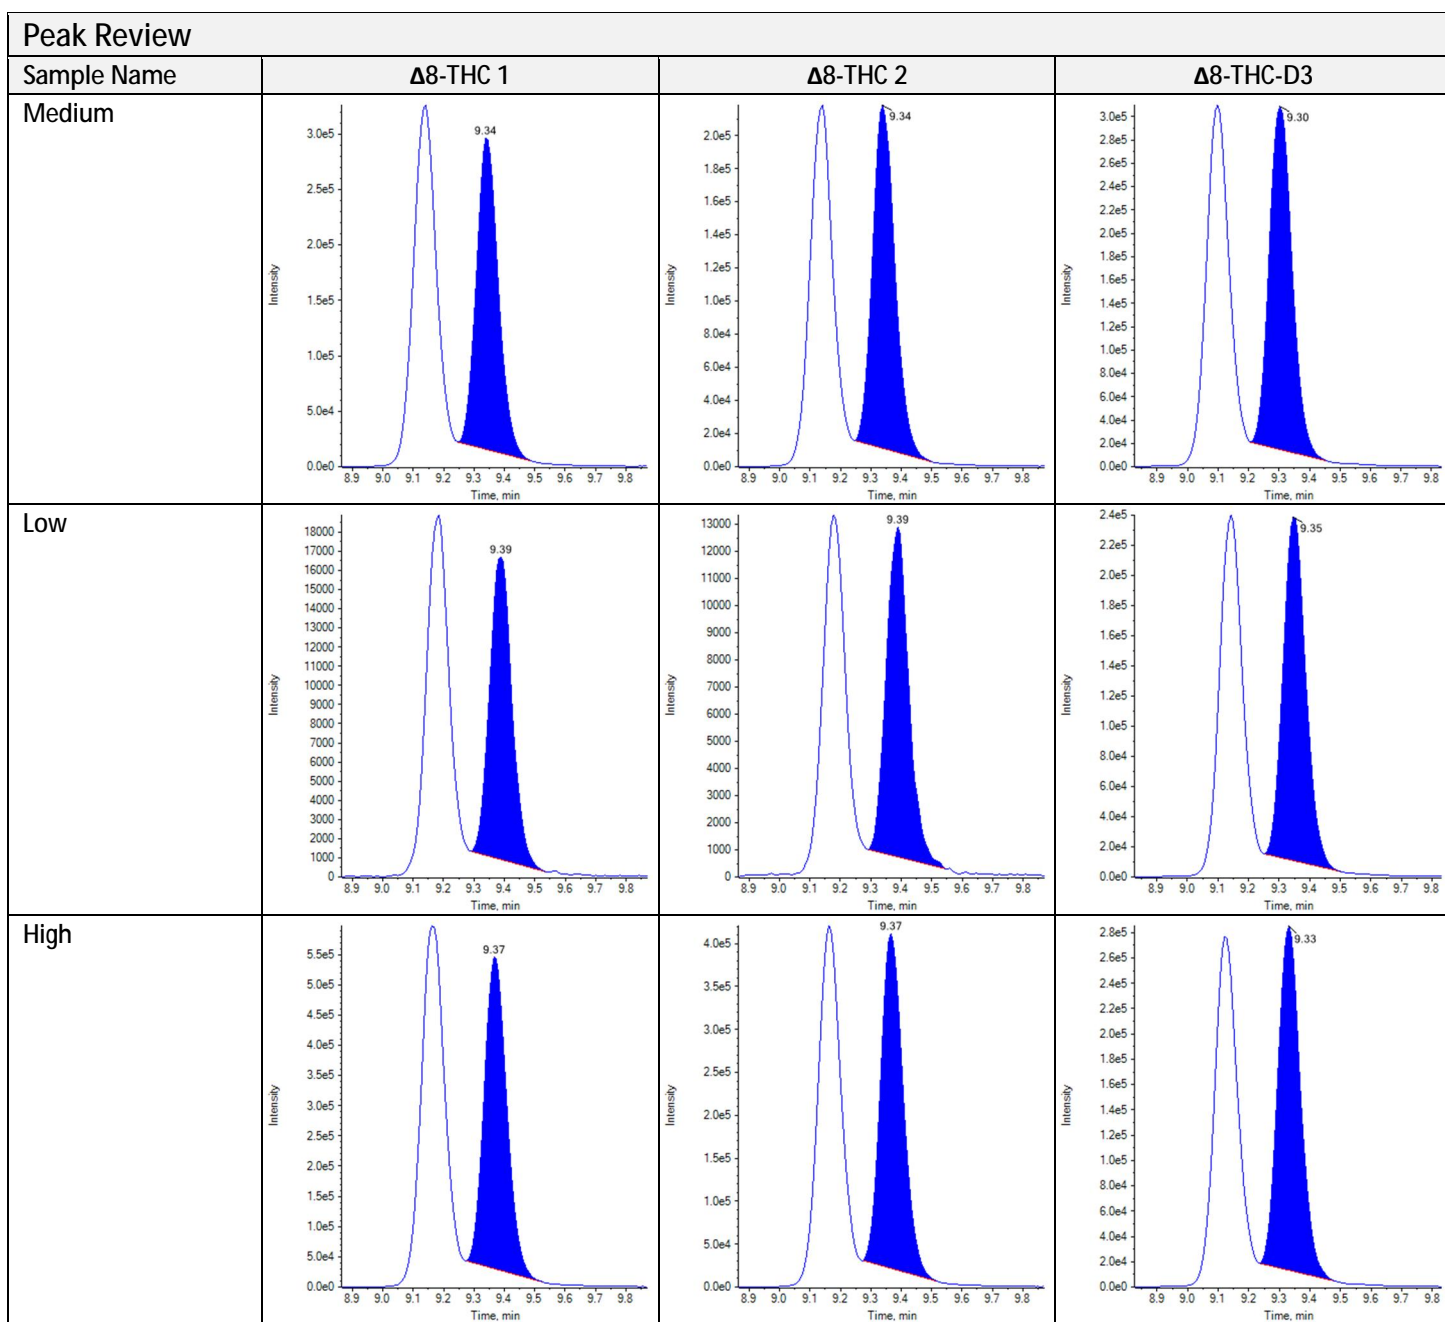 Peak Review
Sample Name Δ8-THC 1 Δ8-THC 2 Δ8-THC-D3
Medium
9.34
3.0e5
2.5e5
2.0e5
1.5e5
1.0e5
5.0e4
0.0e0
Intensity
8.9 9.0 9.1 9.2 9.3 9.4 9.5 9.6 9.7 9.8
Time, min
9.34
2.0e5
1.8e5
1.6e5
1.4e5
1.2e5
1.0e5
8.0e4
6.0e4
4.0e4
2.0e4
0.0e0
Intensity
8.9 9.0 9.1 9.2 9.3 9.4 9.5 9.6 9.7 9.8
Time, min
9.30
3.0e5
2.8e5
2.6e5
2.4e5
2.2e5
2.0e5
1.8e5
1.6e5
1.4e5
1.2e5
1.0e5
8.0e4
6.0e4
4.0e4
2.0e4
0.0e0
Intensity
8.9 9.0 9.1 9.2 9.3 9.4 9.5 9.6 9.7 9.8
Time, min
Low
9.39
18000
17000
16000
15000
14000
13000
12000
11000
10000
9000
8000
7000
6000
5000
4000
3000
2000
1000
0
Intensity
8.9 9.0 9.1 9.2 9.3 9.4 9.5 9.6 9.7 9.8
Time, min
9.39
13000
12000
11000
10000
9000
8000
7000
6000
5000
4000
3000
2000
1000
0
Intensity
8.9 9.0 9.1 9.2 9.3 9.4 9.5 9.6 9.7 9.8
Time, min
9.35
2.4e5
2.2e5
2.0e5
1.8e5
1.6e5
1.4e5
1.2e5
1.0e5
8.0e4
6.0e4
4.0e4
2.0e4
0.0e0
Intensity
8.9 9.0 9.1 9.2 9.3 9.4 9.5 9.6 9.7 9.8
Time, min
High
9.37
5.5e5
5.0e5
4.5e5
4.0e5
3.5e5
3.0e5
2.5e5
2.0e5
1.5e5
1.0e5
5.0e4
0.0e0
Intensity
8.9 9.0 9.1 9.2 9.3 9.4 9.5 9.6 9.7 9.8
Time, min
9.37
4.0e5
3.5e5
3.0e5
2.5e5
2.0e5
1.5e5
1.0e5
5.0e4
0.0e0
Intensity
8.9 9.0 9.1 9.2 9.3 9.4 9.5 9.6 9.7 9.8
Time, min
9.33
2.8e5
2.6e5
2.4e5
2.2e5
2.0e5
1.8e5
1.6e5
1.4e5
1.2e5
1.0e5
8.0e4
6.0e4
4.0e4
2.0e4
0.0e0
Intensity
8.9 9.0 9.1 9.2 9.3 9.4 9.5 9.6 9.7 9.8
Time, min